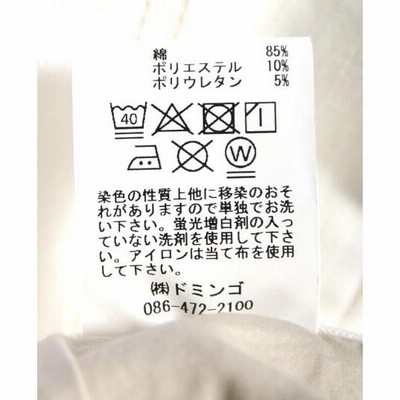 綿 85%
ポリエステル 10%
ポリウレタン 5%
40
W
染色の性質上他に移染のおそ
れがありますので単独でお洗
い下さい。蛍光増白剤の入っ
ていない洗剤を使用して下さ
い。アイロンは当て布を使用
して下さい。
㈱ドミンゴ
086-472-2100